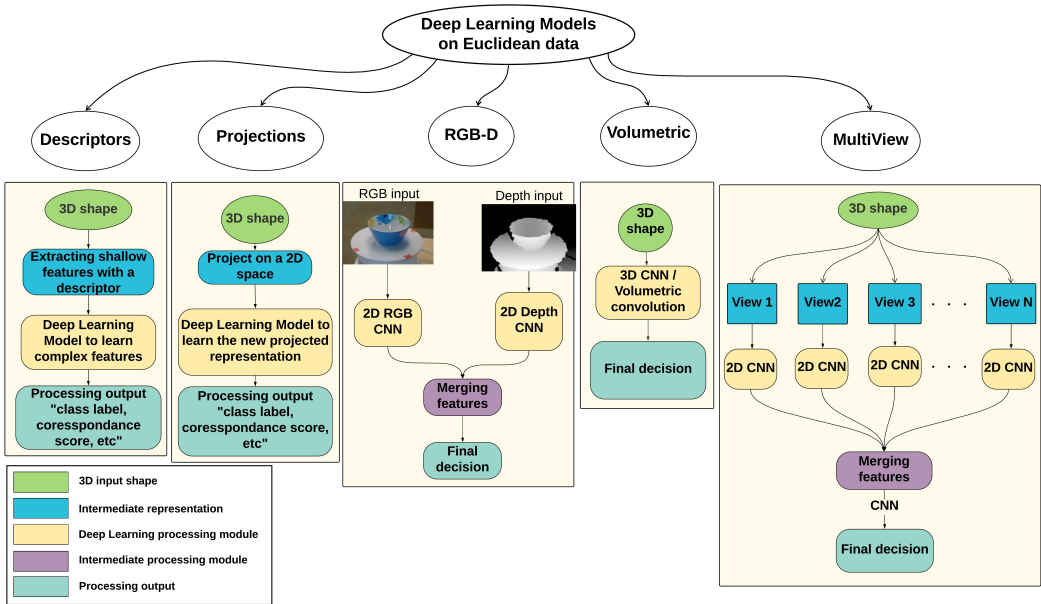 Deep Learning Models
on Euclidean data
Descriptors
Projections
RGB-D
Volumetric
MultiView
3D shape
Extracting shallow
features with a
descriptor
Deep Learning
Model to learn
complex features
Processing output
"class label,
coresspondance
score, etc"
3D shape
Project on a 2D
space
Deep Learning Model to
learn the new projected
representation
Processing output
"class label,
coresspondance score,
etc"
RGB input
Depth input
2D RGB
CNN
2D Depth
CNN
Merging
features
Final
decision
3D
shape
3D CNN /
Volumetric
convolution
Final decision
3D shape
View 1
View2
View 3
. . .
View N
2D CNN
2D CNN
2D CNN
. . .
2D CNN
Merging
features
CNN
Final decision
3D input shape
Intermediate representation
Deep Learning processing module
Intermediate processing module
Processing output